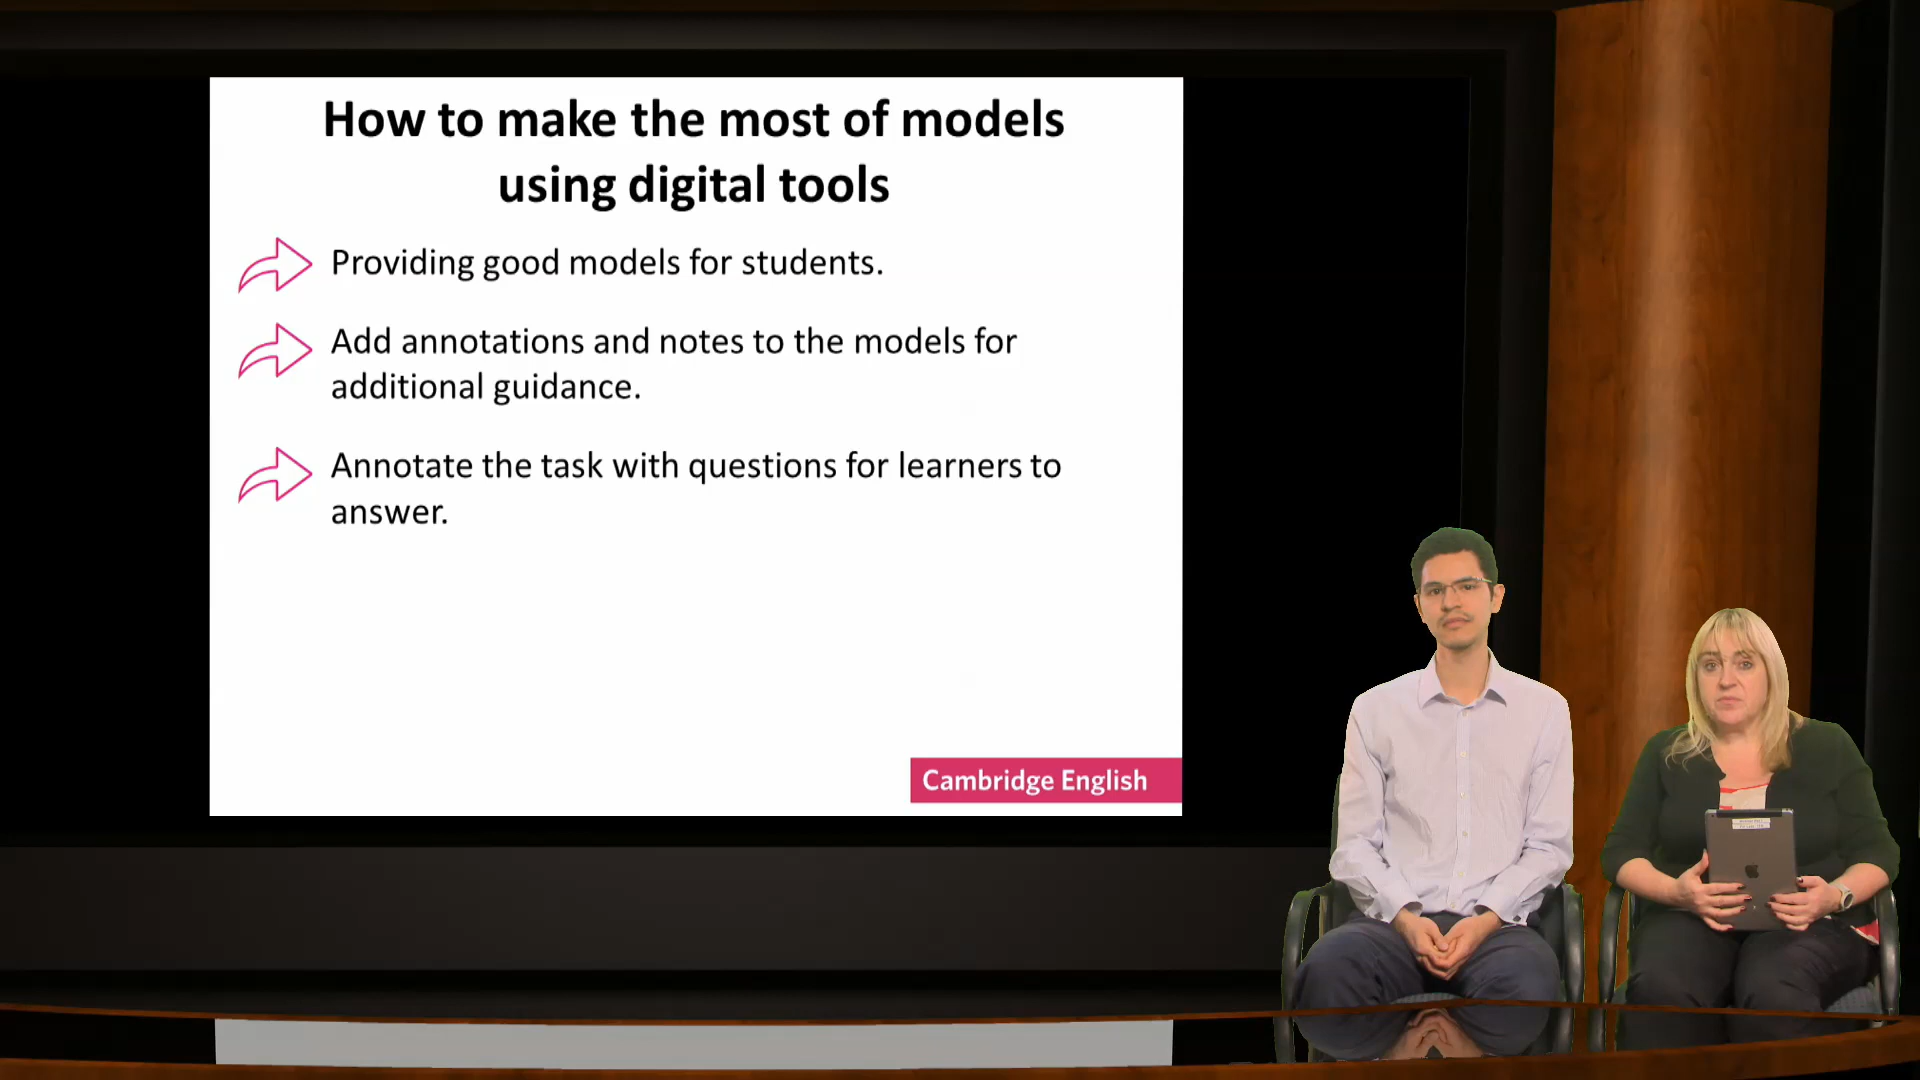 How to make the most of models
using digital tools
Providing good models for students.
Add annotations and notes to the models for
additional guidance.
Annotate the task with questions for learners to
answer.
Cambridge English